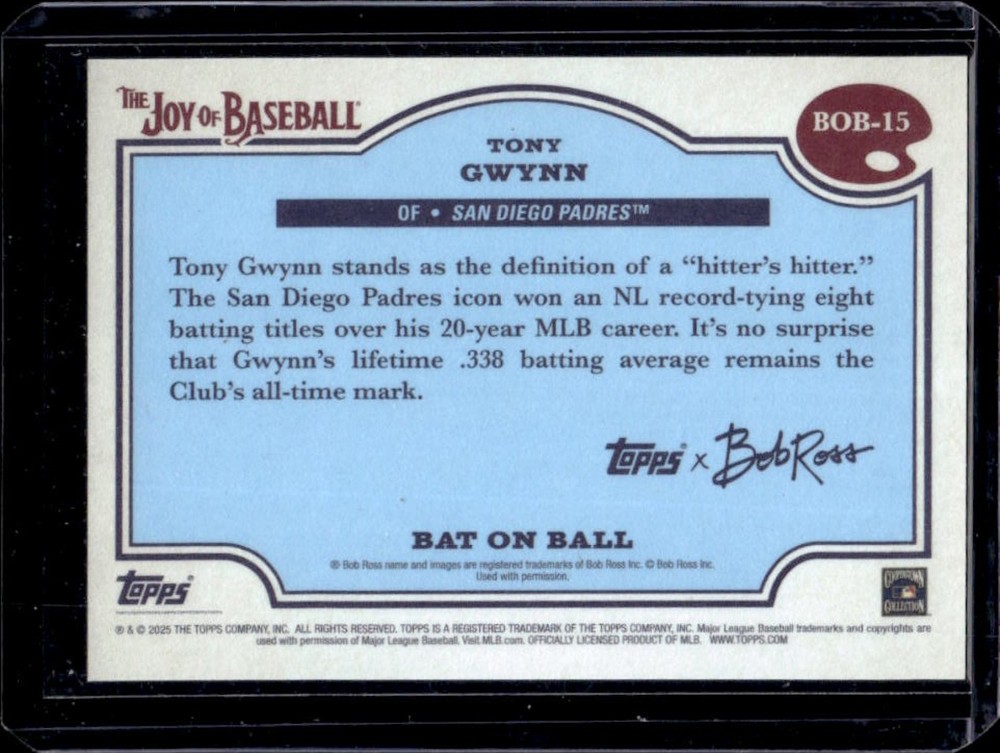 THE JOY OF BASEBALL®
BOB-15
TONY
GWYNN
OF • SAN DIEGO PADRES™
Tony Gwynn stands as the definition of a “hitter’s hitter.”
The San Diego Padres icon won an NL record-tying eight
batting titles over his 20-year MLB career. It’s no surprise
that Gwynn’s lifetime .338 batting average remains the
Club’s all-time mark.
Topps® x Bob Ross
BAT ON BALL
® Bob Ross name and images are registered trademarks of Bob Ross Inc. © Bob Ross Inc.
Used with permission.
Topps®
COOPERSTOWN
COLLECTION
® & © 2025 THE TOPPS COMPANY, INC. ALL RIGHTS RESERVED. TOPPS IS A REGISTERED TRADEMARK OF THE TOPPS COMPANY, INC. Major League Baseball trademarks and copyrights are
used with permission of Major League Baseball. Visit MLB.com. OFFICIALLY LICENSED PRODUCT OF MLB. WWW.TOPPS.COM